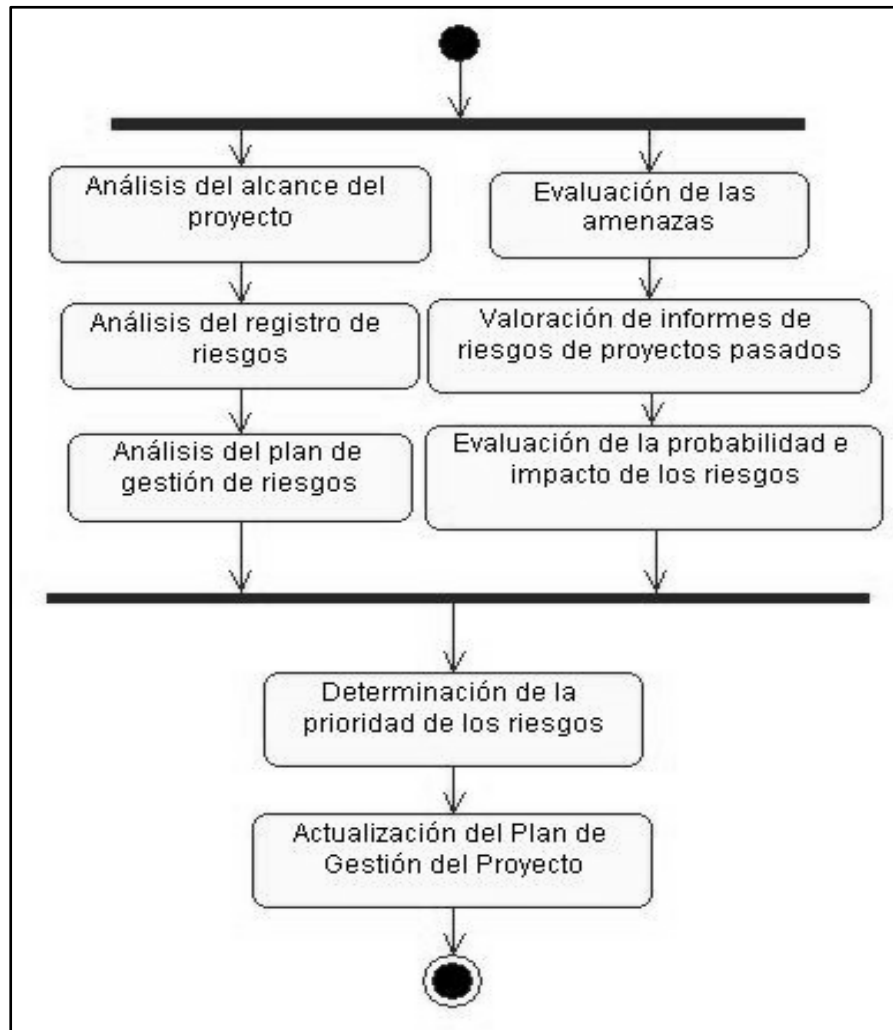 Análisis del alcance del
proyecto
Evaluación de las
amenazas
Análisis del registro de
riesgos
Valoración de informes de
riesgos de proyectos pasados
Análisis del plan de
gestión de riesgos
Evaluación de la probabilidad e
impacto de los riesgos
Determinación de la
prioridad de los riesgos
Actualización del Plan de
Gestión del Proyecto